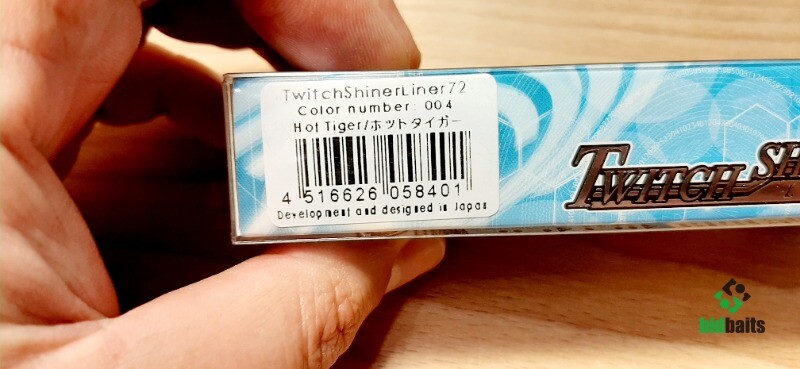 TwitchShinerLiner72
Color number: 004
Hot Tiger/ホットタイガー
4 516626 058401
Development and designed in Japan
TWITCH SH
bidbaits